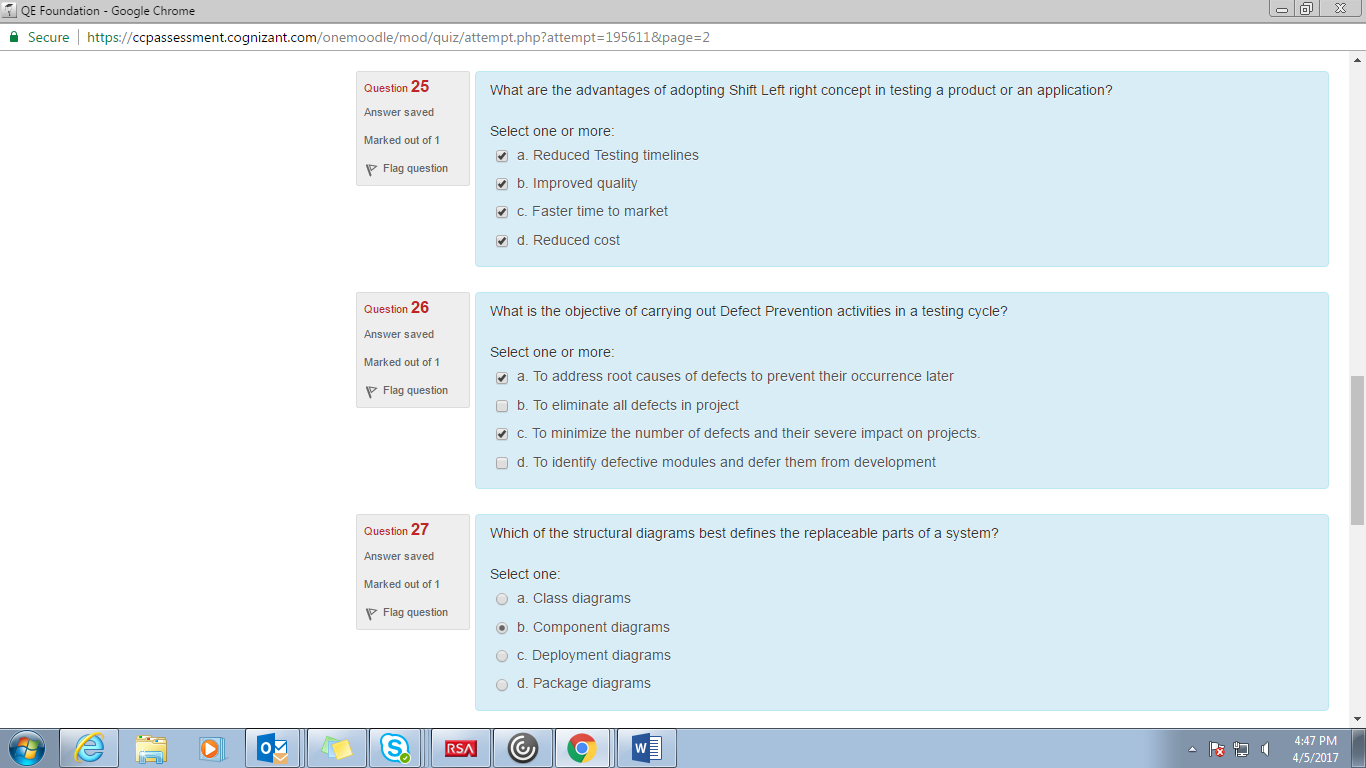 QE Foundation - Google Chrome
Secure
https://ccpassessment.cognizant.com/onemoodle/mod/quiz/attempt.php?attempt=195611&page=2
Question 25
Answer saved
Marked out of 1
Flag question
What are the advantages of adopting Shift Left right concept in testing a product or an application?
Select one or more:
a. Reduced Testing timelines
b. Improved quality
c. Faster time to market
d. Reduced cost
Question 26
Answer saved
Marked out of 1
Flag question
What is the objective of carrying out Defect Prevention activities in a testing cycle?
Select one or more:
a. To address root causes of defects to prevent their occurrence later
b. To eliminate all defects in project
c. To minimize the number of defects and their severe impact on projects.
d. To identify defective modules and defer them from development
Question 27
Answer saved
Marked out of 1
Flag question
Which of the structural diagrams best defines the replaceable parts of a system?
Select one:
a. Class diagrams
b. Component diagrams
c. Deployment diagrams
d. Package diagrams
RSA
4:47 PM
4/5/2017